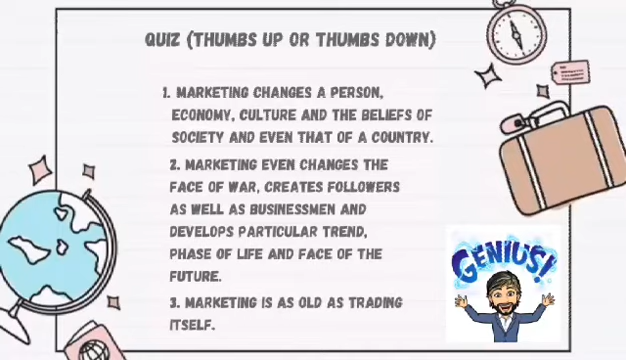 QUIZ (THUMBS UP OR THUMBS DOWN)
1. MARKETING CHANGES A PERSON,
ECONOMY, CULTURE AND THE BELIEFS OF
SOCIETY AND EVEN THAT OF A COUNTRY.
2. MARKETING EVEN CHANGES THE
FACE OF WAR, CREATES FOLLOWERS
AS WELL AS BUSINESSMEN AND
DEVELOPS PARTICULAR TREND,
PHASE OF LIFE AND FACE OF THE
FUTURE.
3. MARKETING IS AS OLD AS TRADING
ITSELF.
GENIUS!